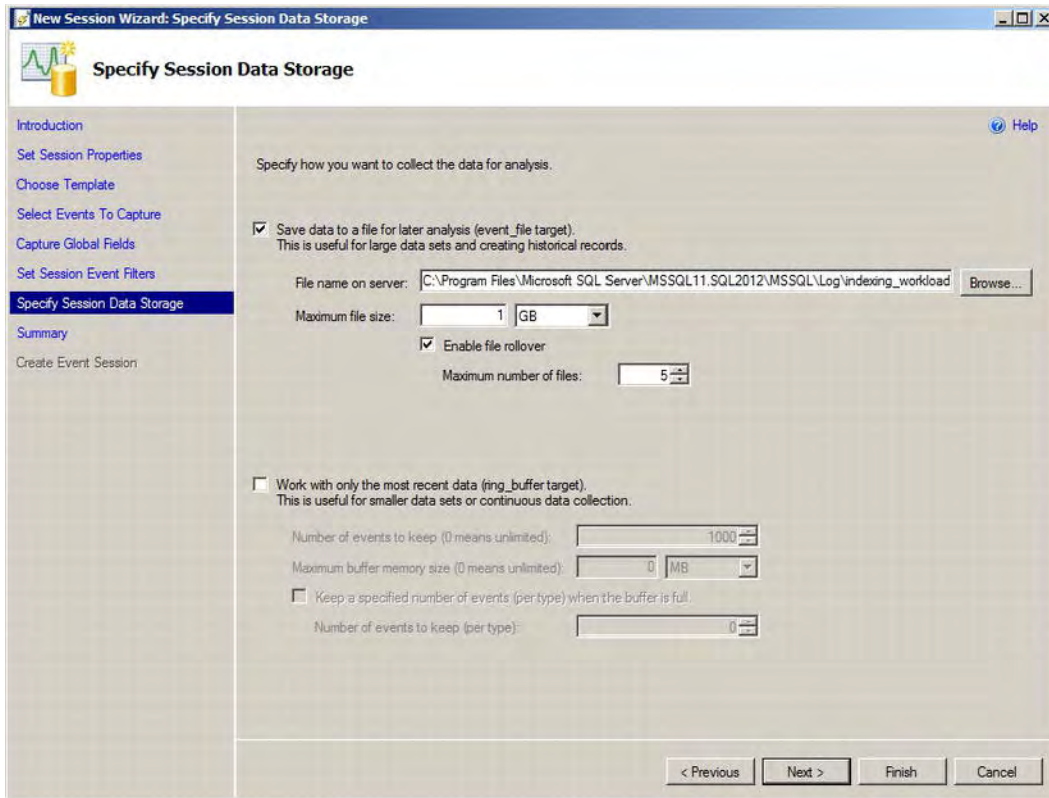 New Session Wizard: Specify Session Data Storage
Specify Session Data Storage
Introduction
Set Session Properties
Choose Template
Select Events To Capture
Capture Global Fields
Set Session Event Filters
Specify Session Data Storage
Summary
Create Event Session
Help
Specify how you want to collect the data for analysis.
Save data to a file for later analysis (event_file target).
This is useful for large data sets and creating historical records.
File name on server: C:\Program Files\Microsoft SQL Server\MSSQL11.SQL2012\MSSQL\Log\indexing_workload Browse...
Maximum file size: 1 GB
Enable file rollover
Maximum number of files: 5
Work with only the most recent data (ring_buffer target).
This is useful for smaller data sets or continuous data collection.
Number of events to keep (0 means unlimited): 1000
Maximum buffer memory size (0 means unlimited): 0 MB
Keep a specified number of events (per type) when the buffer is full.
Number of events to keep (per type): 0
< Previous Next > Finish Cancel